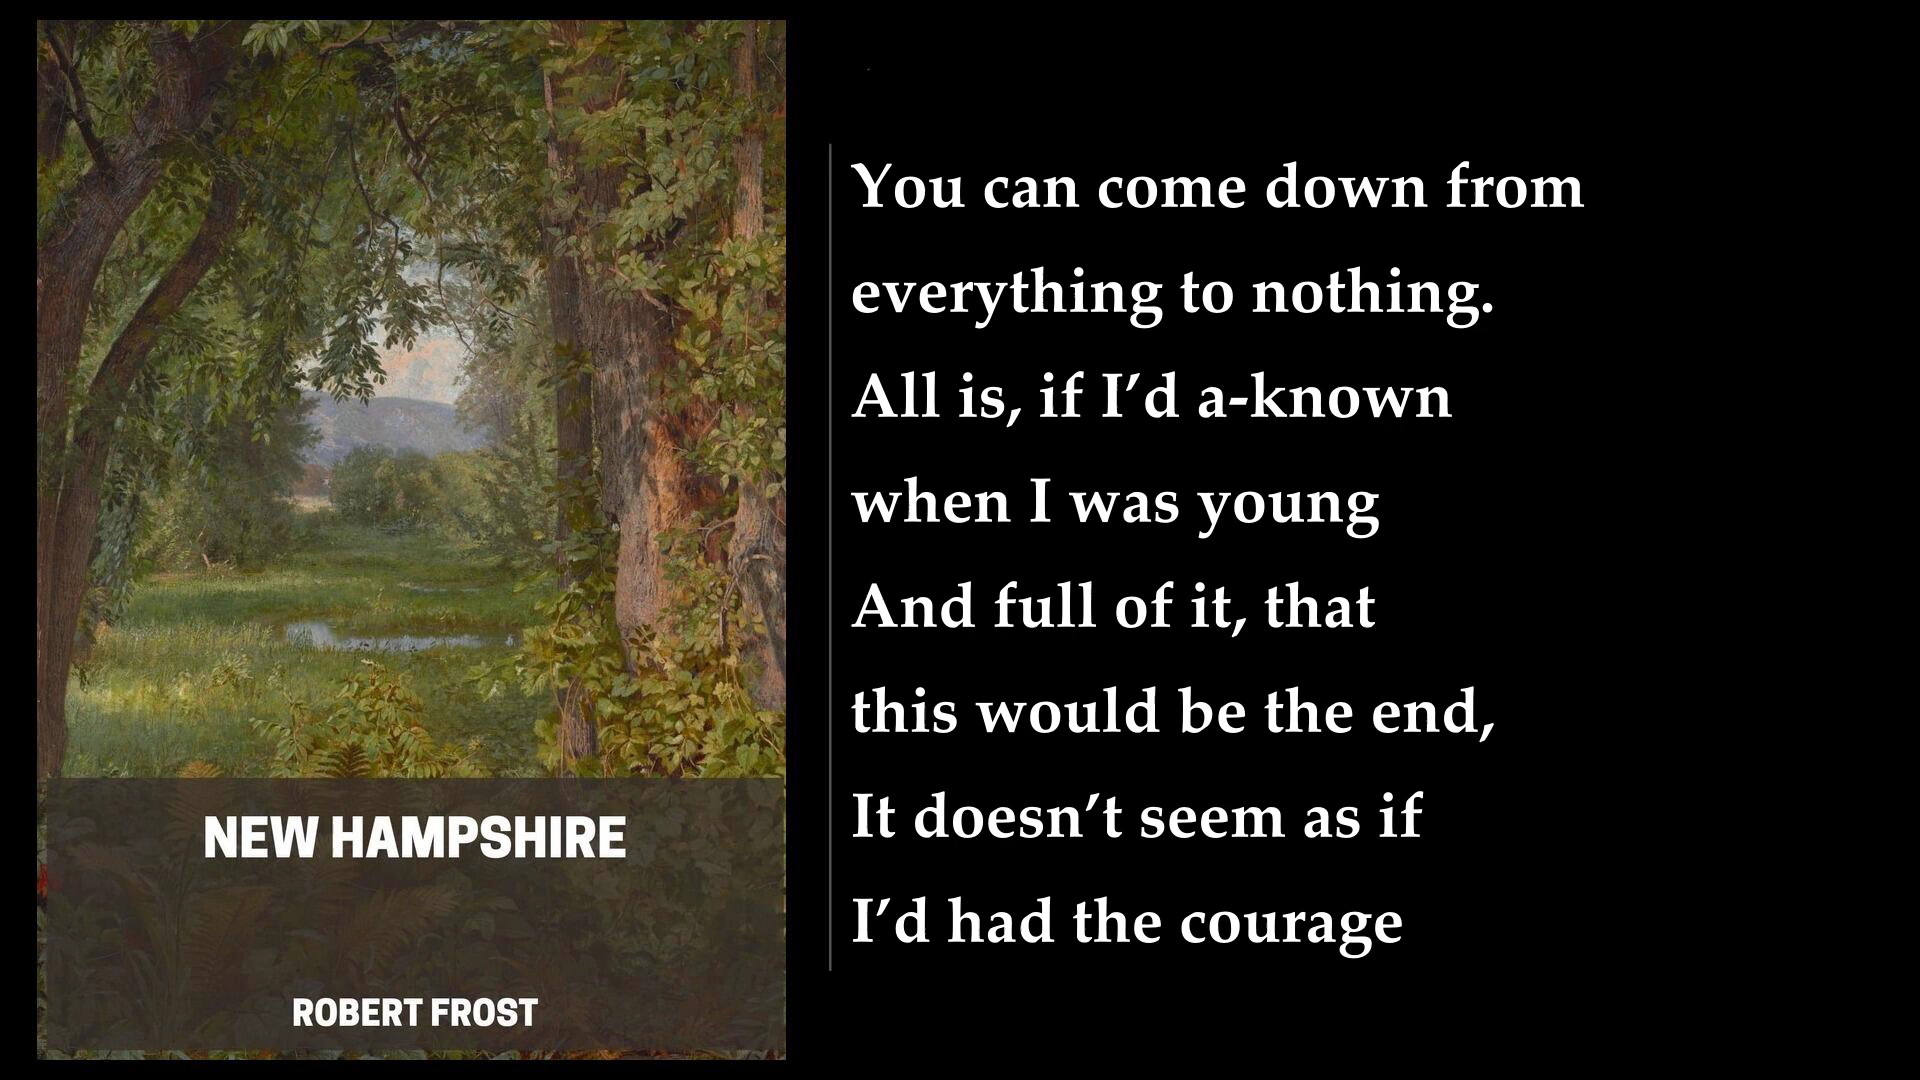 NEW HAMPSHIRE
ROBERT FROST
You can come down from
everything to nothing.
All is, if I’d a-known
when I was young
And full of it, that
this would be the end,
It doesn’t seem as if
I’d had the courage